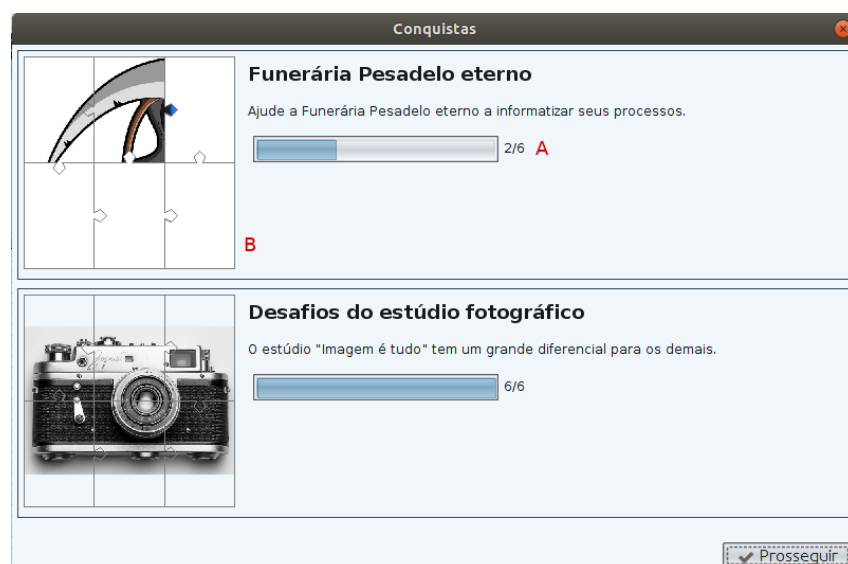 Conquistas
Funerária Pesadelo eterno
Ajude a Funerária Pesadelo eterno a informatizar seus processos.
2/6 A
B
Desafios do estúdio fotográfico
O estúdio "Imagem é tudo" tem um grande diferencial para os demais.
6/6
Prosseguir